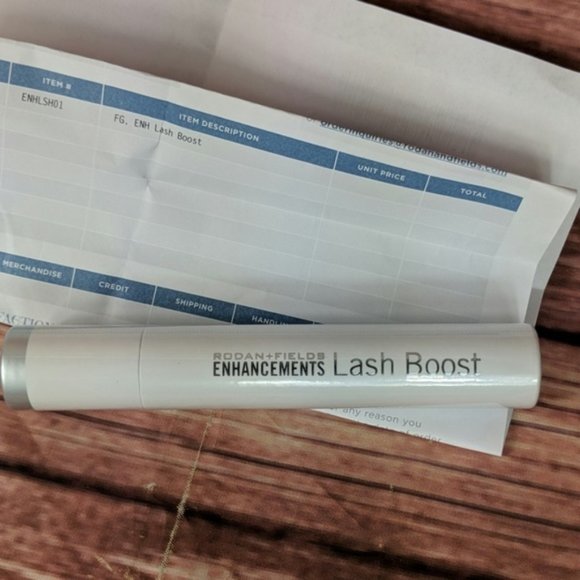 ITEM # ITEM DESCRIPTION UNIT PRICE TOTAL
ENHLSH01 FG. ENH Lash Boost
MERCHANDISE CREDIT SHIPPING
RODAN+FIELDS
ENHANCEMENTS Lash Boost
any reason you
order